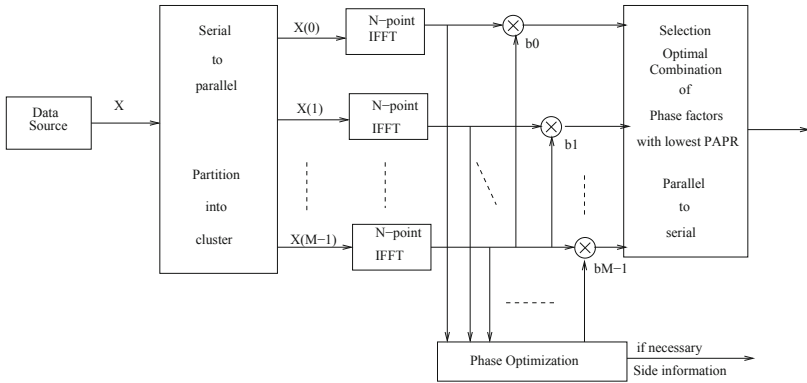 Data
Source
X
Serial
to
parallel
Partition
into
cluster
X(0)
N−point
IFFT
b0
X(1)
N−point
IFFT
b1
X(M−1)
N−point
IFFT
bM−1
Selection
Optimal
Combination
of
Phase factors
with lowest PAPR
Parallel
to
serial
Phase Optimization
if necessary
Side information